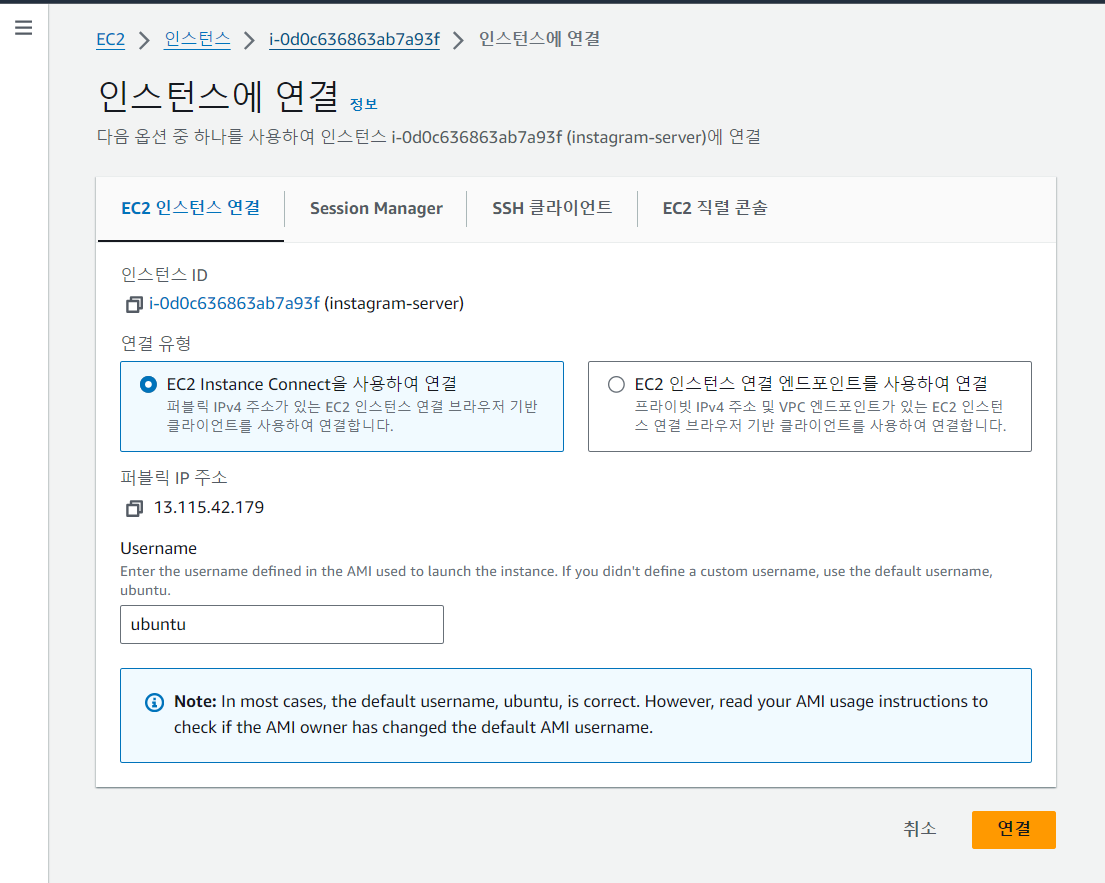 EC2 > 인스턴스 > i-0d0c636863ab7a93f > 인스턴스에 연결
인스턴스에 연결 정보
다음 옵션 중 하나를 사용하여 인스턴스 i-0d0c636863ab7a93f (instagram-server)에 연결
EC2 인스턴스 연결 Session Manager SSH 클라이언트 EC2 직렬 콘솔
인스턴스 ID
i-0d0c636863ab7a93f (instagram-server)
연결 유형
EC2 Instance Connect을 사용하여 연결
퍼블릭 IPv4 주소가 있는 EC2 인스턴스 연결 브라우저 기반
클라이언트를 사용하여 연결합니다.
EC2 인스턴스 연결 엔드포인트를 사용하여 연결
프라이빗 IPv4 주소 및 VPC 엔드포인트가 있는 EC2 인스턴
스 연결 브라우저 기반 클라이언트를 사용하여 연결합니다.
퍼블릭 IP 주소
13.115.42.179
Username
Enter the username defined in the AMI used to launch the instance. If you didn't define a custom username, use the default username,
ubuntu.
ubuntu
Note: In most cases, the default username, ubuntu, is correct. However, read your AMI usage instructions to
check if the AMI owner has changed the default AMI username.
취소 연결